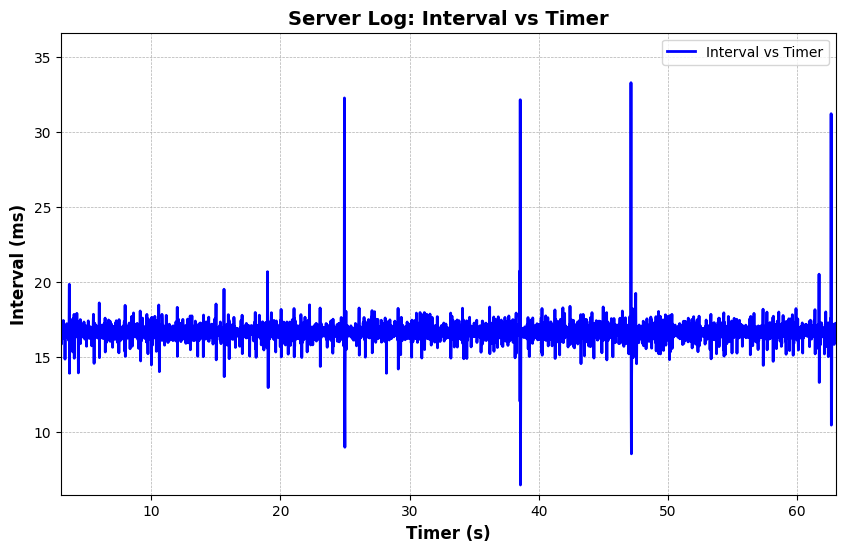 Server Log: Interval vs Timer
Interval vs Timer
35
30
25
20
15
10
Interval (ms)
10 20 30 40 50 60
Timer (s)